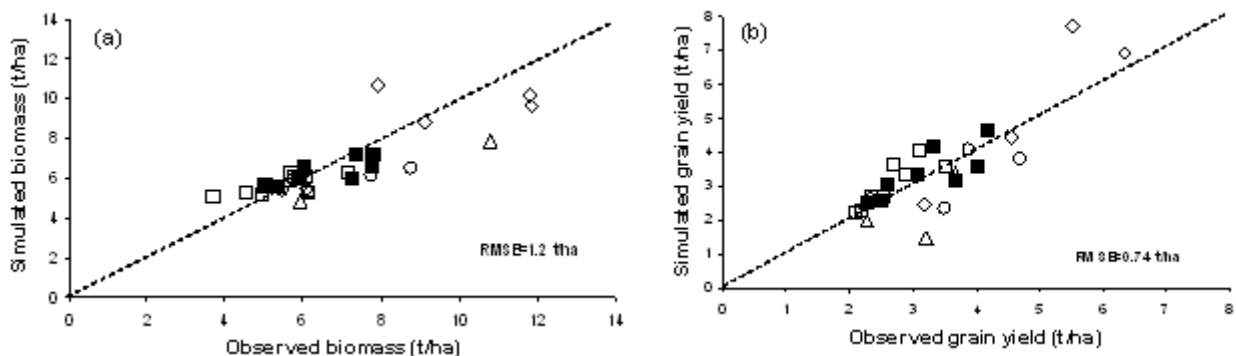 (a)
Simulated biomass (t/ha)
14
12
10
8
6
4
2
0
0 2 4 6 8 10 12 14
Observed biomass (t/ha)
RMSE=1.2 t/ha
(b)
Simulated grain yield (t/ha)
8
7
6
5
4
3
2
1
0
0 1 2 3 4 5 6 7 8
Observed grain yield (t/ha)
RMSE=0.74 t/ha